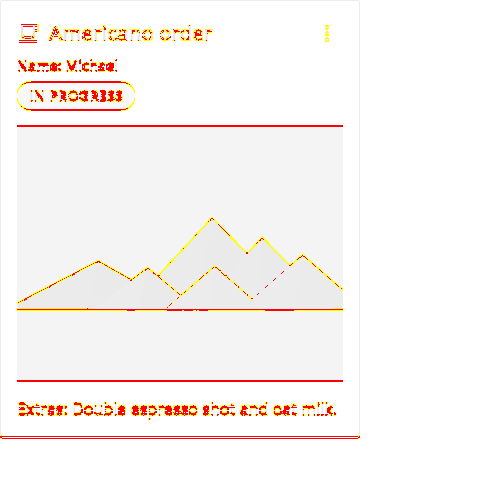 Americano order
Name: Michael
IN PROGRESS
Extras: Double espresso shot and oat milk.